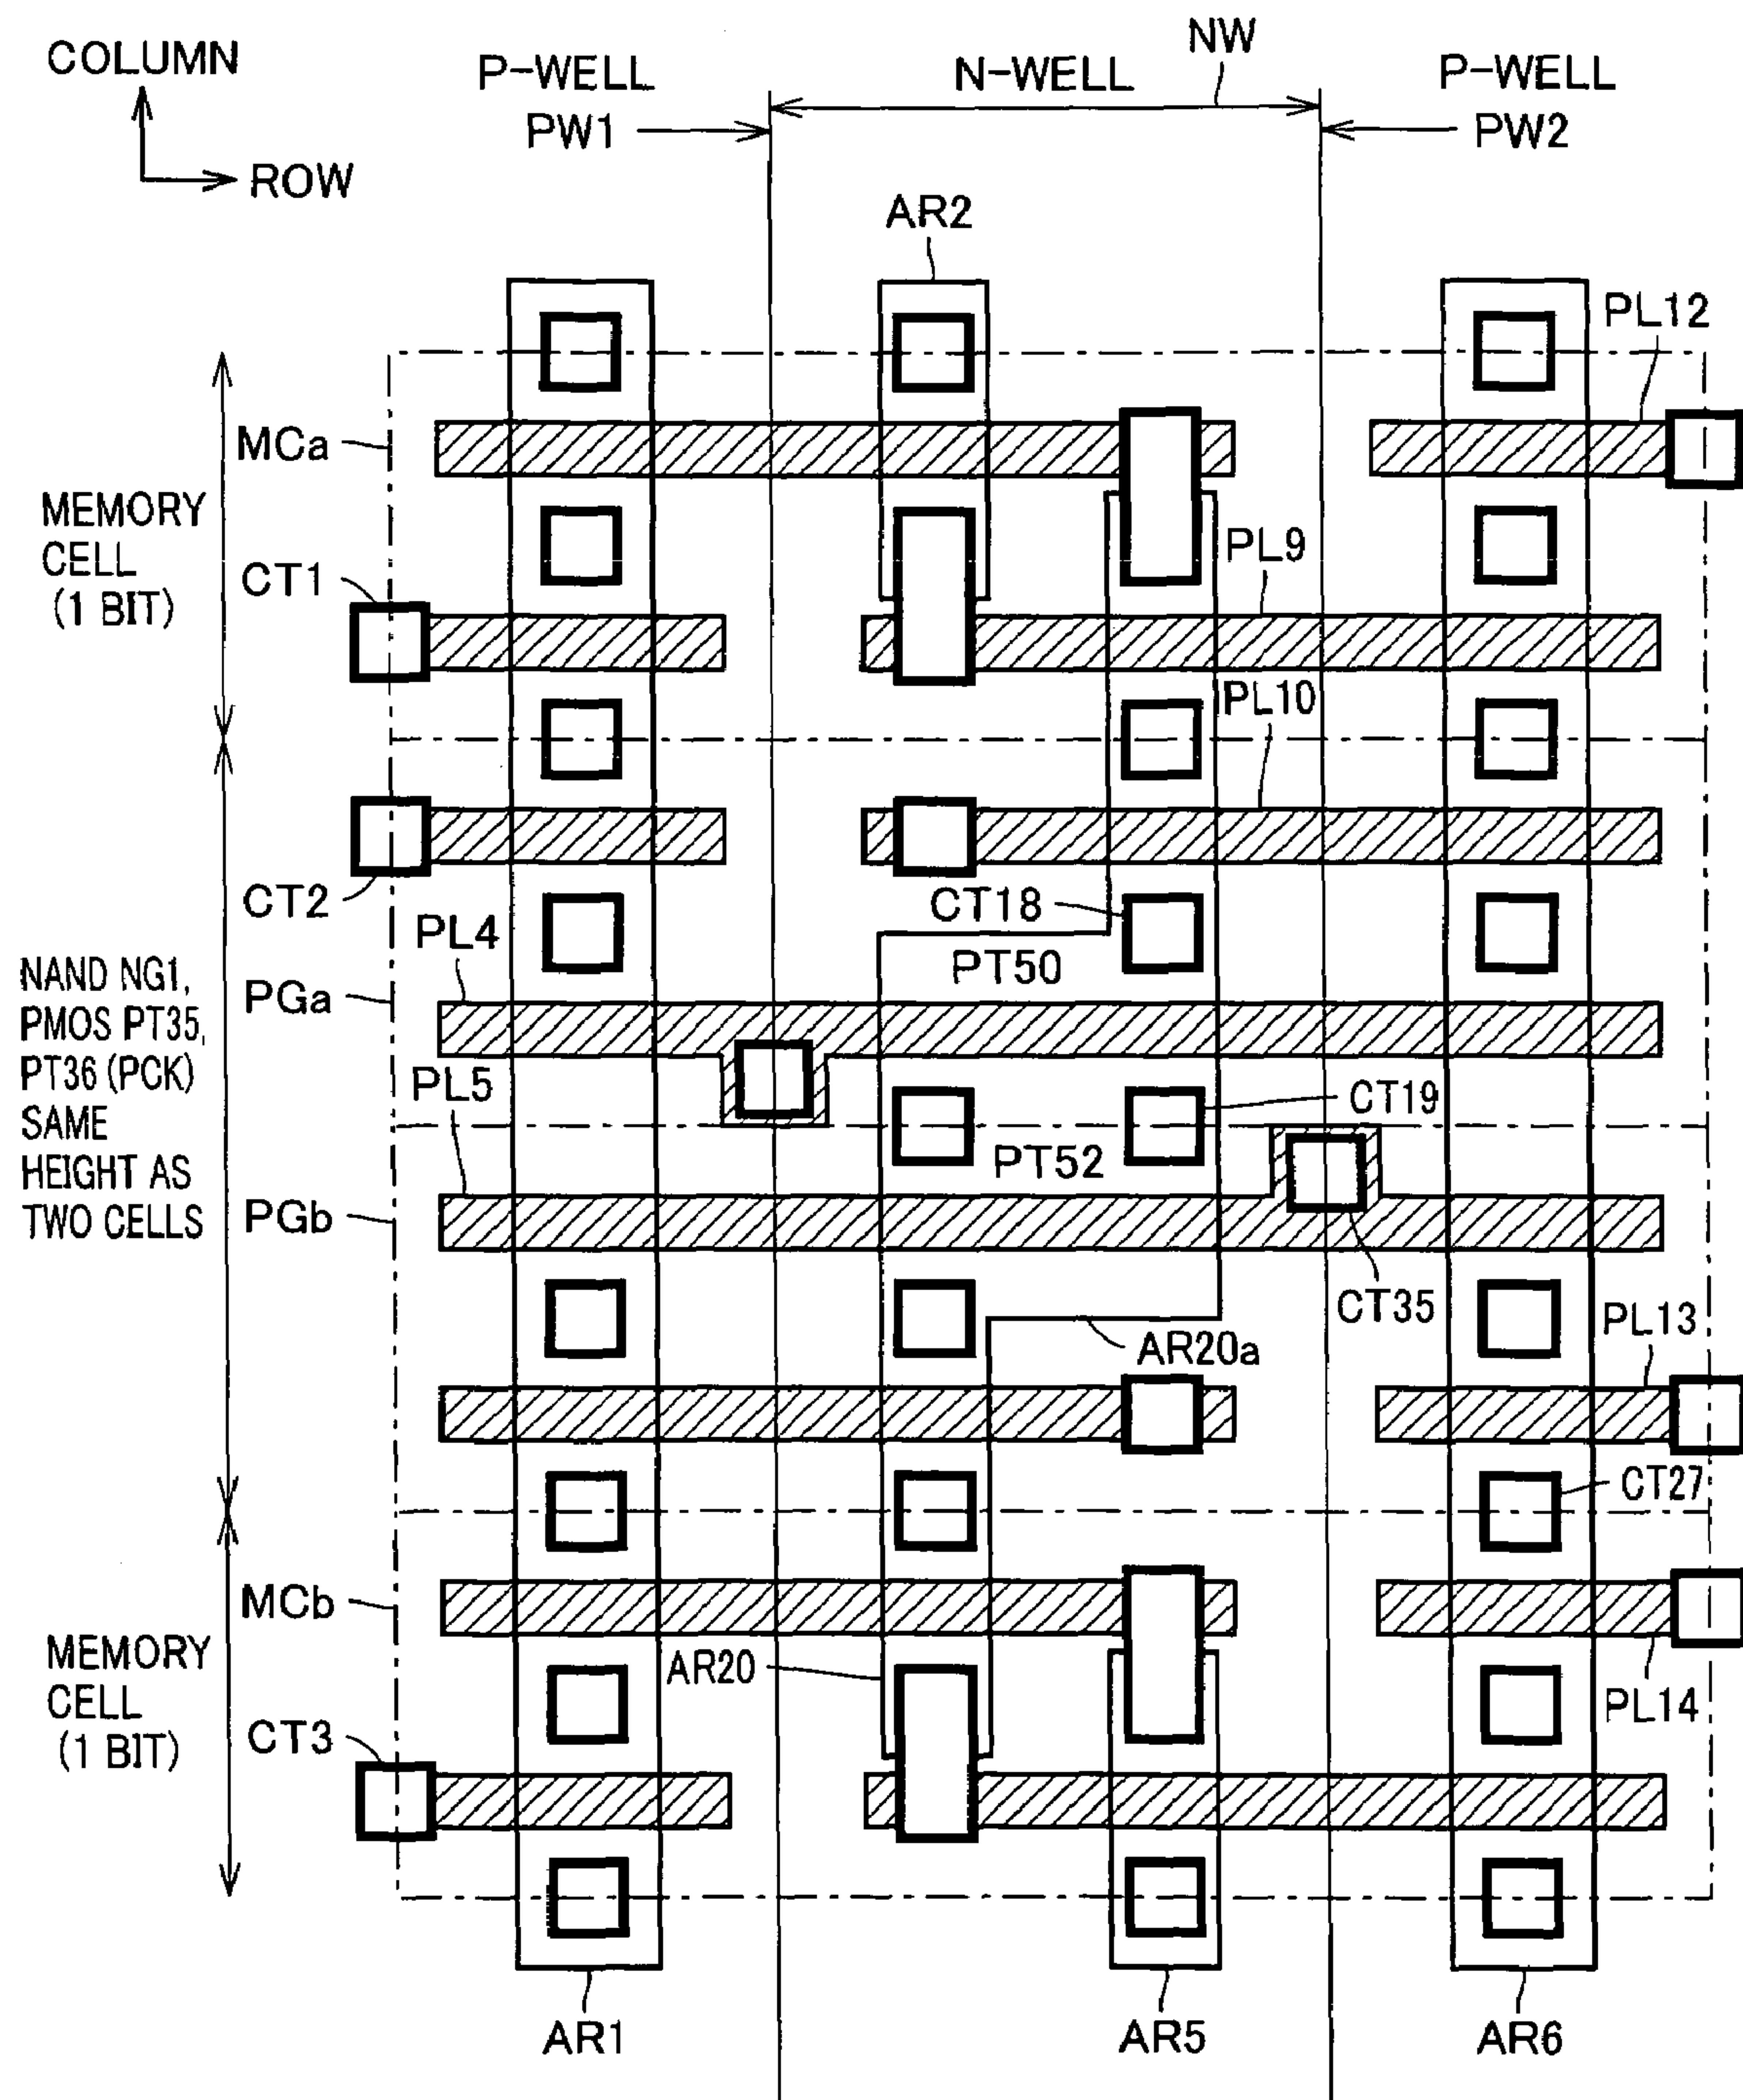 COLUMN
ROW
P-WELL
PW1
N-WELL
NW
P-WELL
PW2
AR2
PL12
MCa
MEMORY
CELL
(1 BIT)
CT1
PL9
PL10
CT2
CT18
PL4
PT50
NAND NG1,
PMOS PT35,
PT36 (PCK)
SAME
HEIGHT AS
TWO CELLS
PGa
PL5
CT19
PT52
PGb
CT35
PL13
AR20a
CT27
MCb
MEMORY
CELL
(1 BIT)
AR20
PL14
CT3
AR1
AR5
AR6